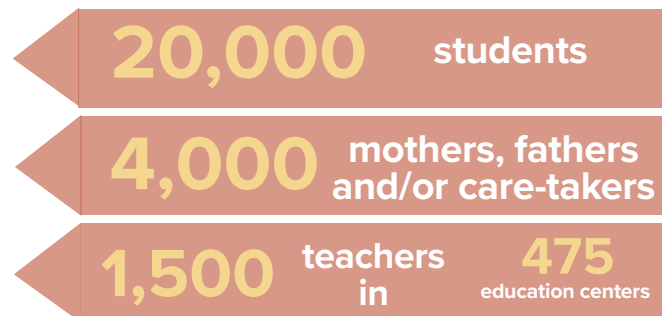 20,000 students
4,000 mothers, fathers
and/or care-takers
1,500 teachers 475
in education centers